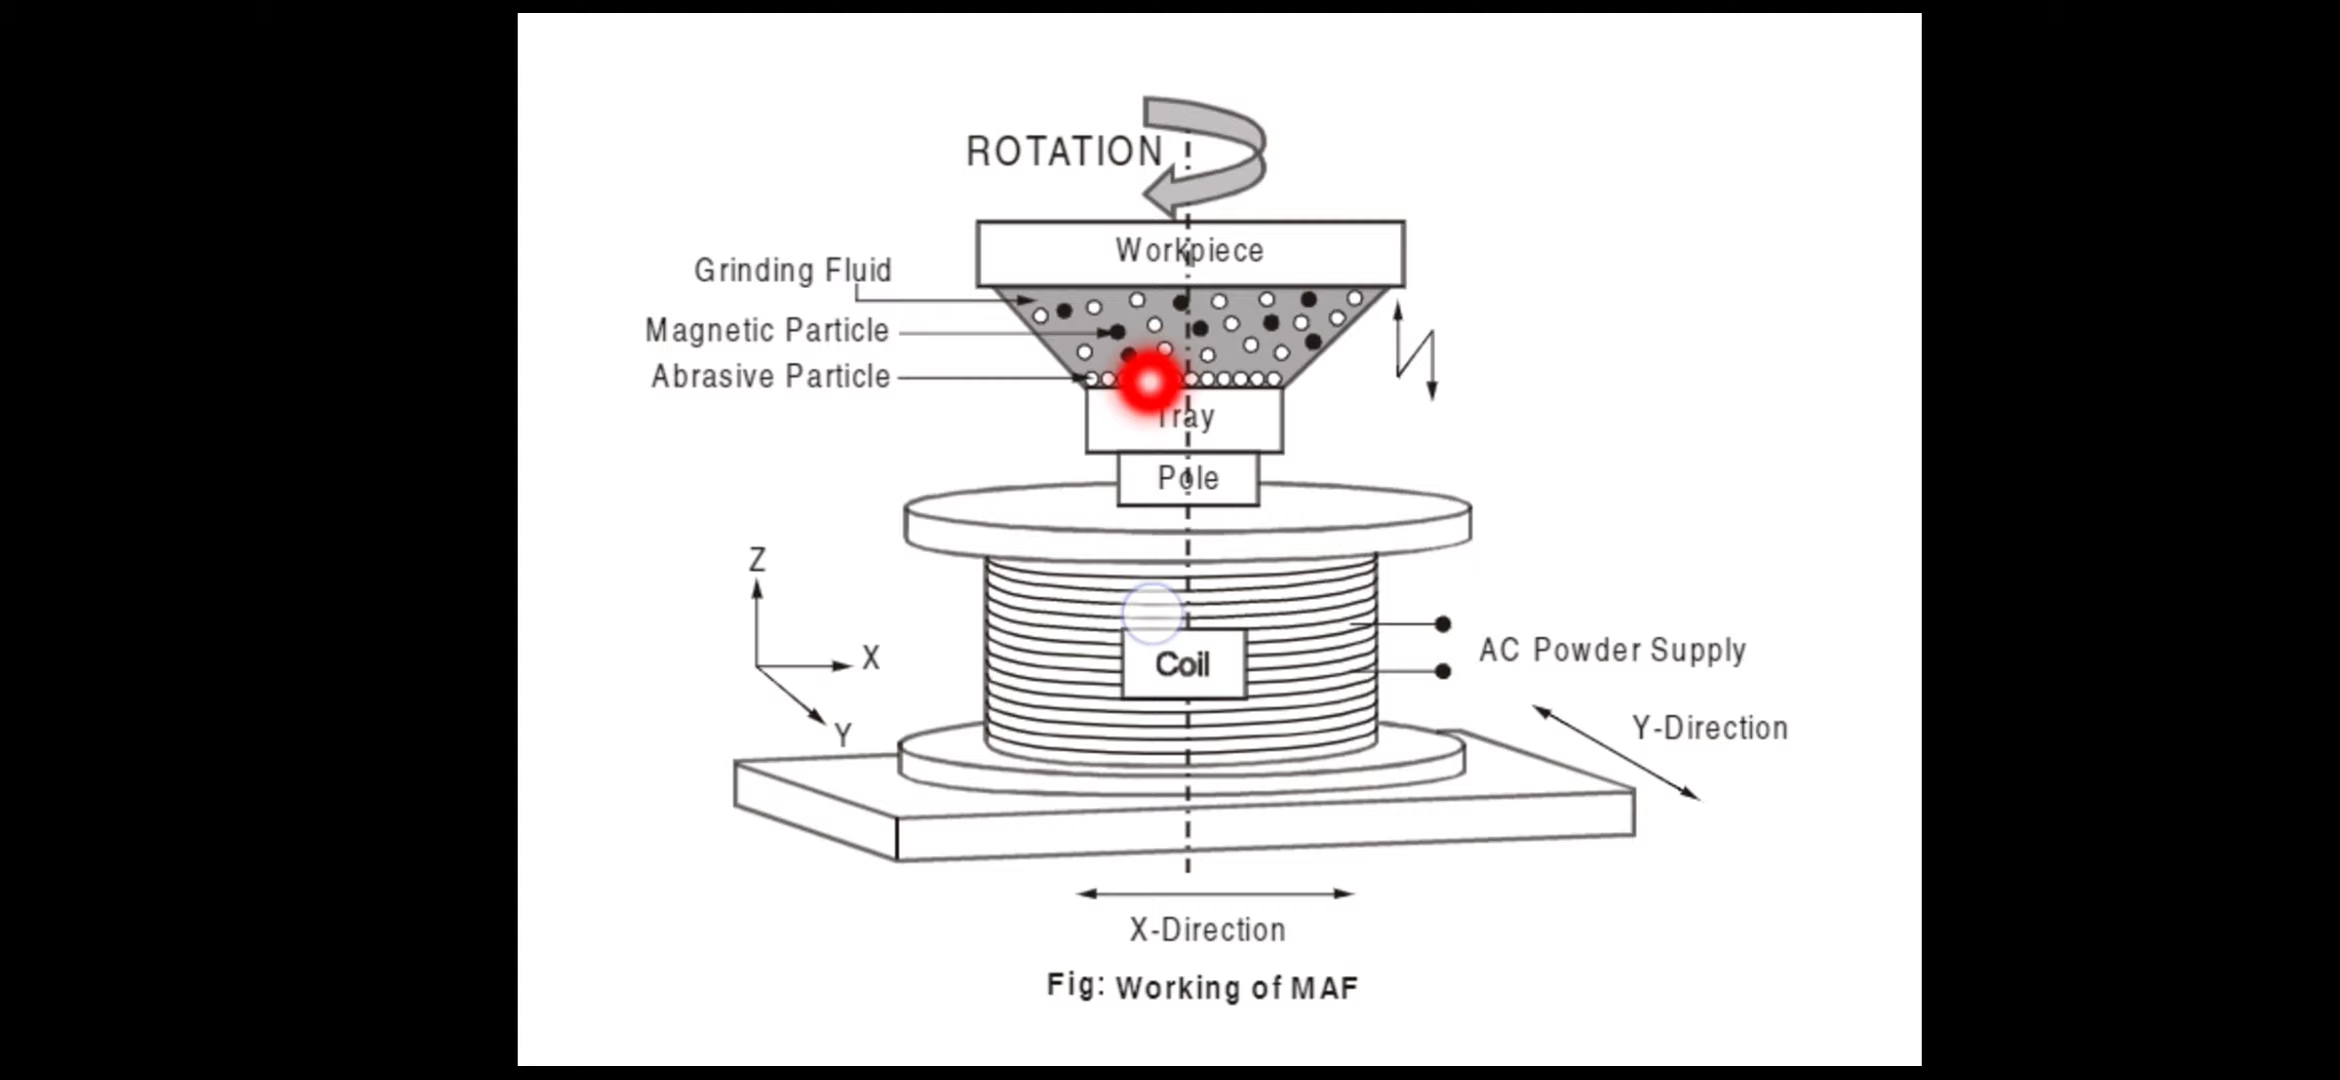 ROTATION
Workpiece
Grinding Fluid
Magnetic Particle
Abrasive Particle
Tray
Pole
Z
X
Y
Coil
AC Powder Supply
Y-Direction
X-Direction
Fig: Working of MAF